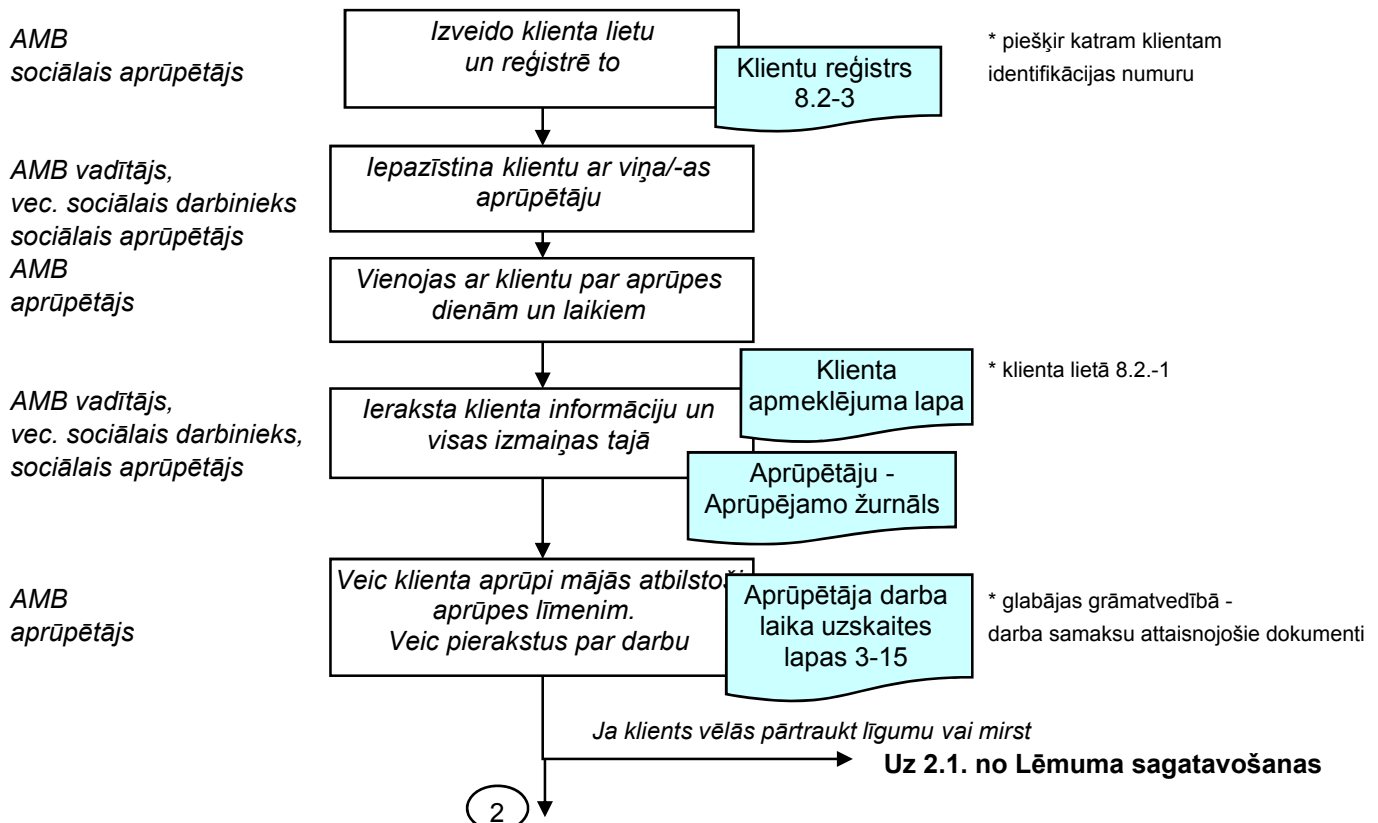 AMB
sociālais aprūpētājs
Izveido klienta lietu
un reģistrē to
Klientu reģistrs
8.2-3
* piešķir katram klientam
identifikācijas numuru
AMB vadītājs,
vec. sociālais darbinieks
sociālais aprūpētājs
Iepazīstina klientu ar viņa/-as
aprūpētāju
AMB
aprūpētājs
Vienojas ar klientu par aprūpes
dienām un laikiem
AMB vadītājs,
vec. sociālais darbinieks,
sociālais aprūpētājs
Ieraksta klienta informāciju un
visas izmaiņas tajā
Klienta
apmeklējuma lapa
* klienta lietā 8.2.-1
Aprūpētāju -
Aprūpējamo žurnāls
AMB
aprūpētājs
Veic klienta aprūpi mājās atbilstoši
aprūpes līmenim.
Veic pierakstus par darbu
Aprūpētāja darba
laika uzskaites
lapas 3-15
* glabājas grāmatvedībā -
darba samaksu attaisnojošie dokumenti
Ja klients vēlās pārtraukt līgumu vai mirst
Uz 2.1. no Lēmuma sagatavošanas
2